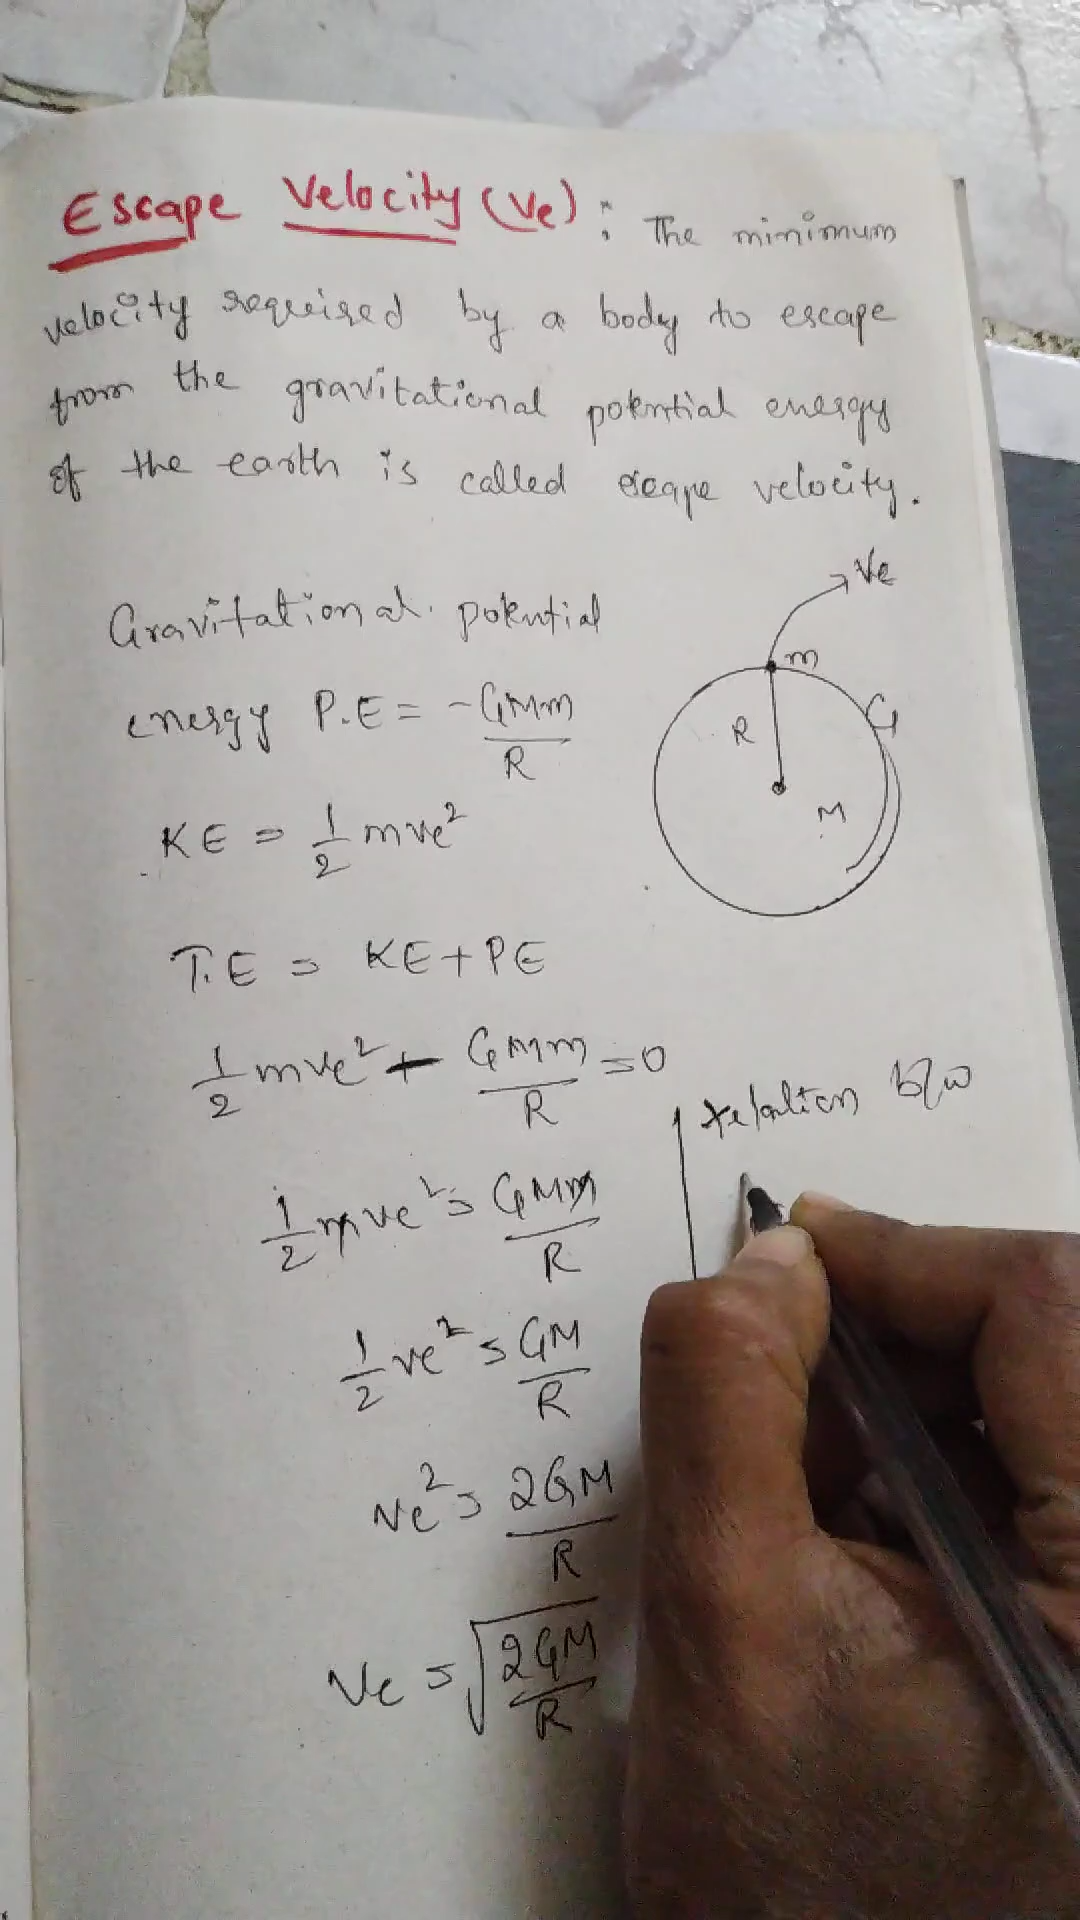 Escape Velocity (Ve) : The minimum
velocity required by a body to escape
from the gravitational potential energy
of the earth is called escape velocity.
Gravitational potential
energy P.E = -GMm/R
KE = 1/2 mve²
T.E = KE+PE
1/2 mve² - GMm/R = 0
1/2 mve² = GMm/R
1/2 ve² = GM/R
Ve² = 2GM/R
Ve = √2GM/R
Ve
m
R
G
M
relation b/w